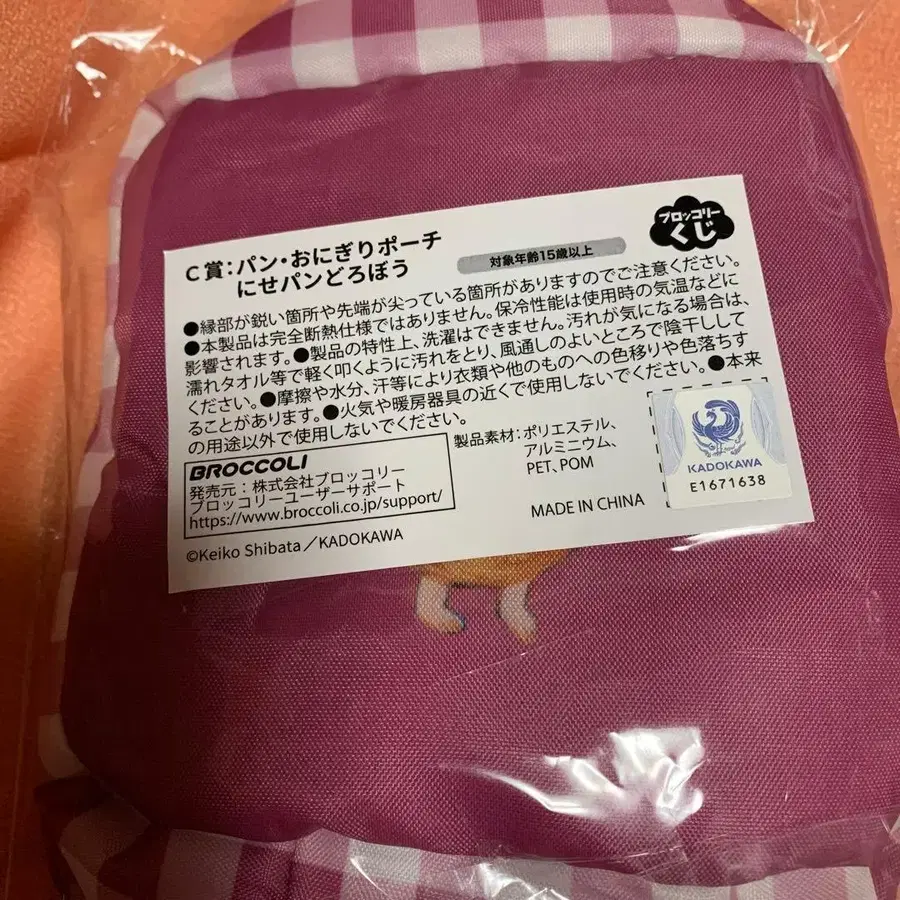 C賞：パン・おにぎりポーチ
にせパンどろぼう
対象年齢15歳以上
ブロッコリー
くじ
●縁部が鋭い箇所や先端が尖っている箇所がありますのでご注意ください。
●本製品は完全断熱仕様ではありません。保冷性能は使用時の気温などに
影響されます。●製品の特性上、洗濯はできません。汚れが気になる場合は、
濡れタオル等で軽く叩くように汚れをとり、風通しのよいところで陰干しして
ください。●摩擦や水分、汗等により衣類や他のものへの色移りや色落ちす
ることがあります。●火気や暖房器具の近くで使用しないでください。●本来
の用途以外で使用しないでください。
BROCCOLI
発売元：株式会社ブロッコリー
ブロッコリーユーザーサポート
https://www.broccoli.co.jp/support/
製品素材：ポリエステル、
アルミニウム、
PET、POM
MADE IN CHINA
KADOKAWA
E1671638
©Keiko Shibata／KADOKAWA